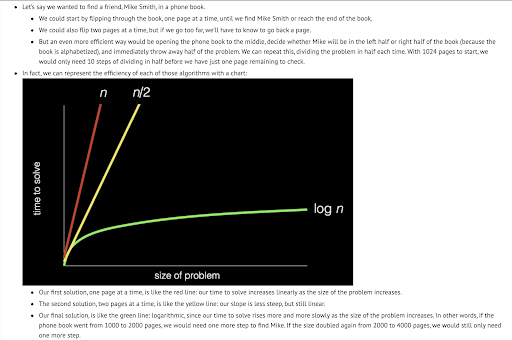 • Let's say we wanted to find a friend, Mike Smith, in a phone book.
• We could start by flipping through the book, one page at a time, until we find Mike Smith or reach the end of the book.
• We could also flip two pages at a time, but if we go too far, we'll have to know to go back a page.
• But an even more efficient way would be opening the phone book to the middle, decide whether Mike will be in the left half or right half of the book (because the
book is alphabetized), and immediately throw away half of the problem. We can repeat this, dividing the problem in half each time. With 1024 pages to start, we
would only need 10 steps of dividing in half before we have just one page remaining to check.
• In fact, we can represent the efficiency of each of those algorithms with a chart:
n n/2
time to solve
log n
size of problem
• Our first solution, one page at a time, is like the red line: our time to solve increases linearly as the size of the problem increases.
• The second solution, two pages at a time, is like the yellow line: our slope is less steep, but still linear.
• Our final solution, is like the green line: logarithmic, since our time to solve rises more and more slowly as the size of the problem increases. In other words, if the
phone book went from 1000 to 2000 pages, we would need one more step to find Mike. If the size doubled again from 2000 to 4000 pages, we would still only need
one more step.